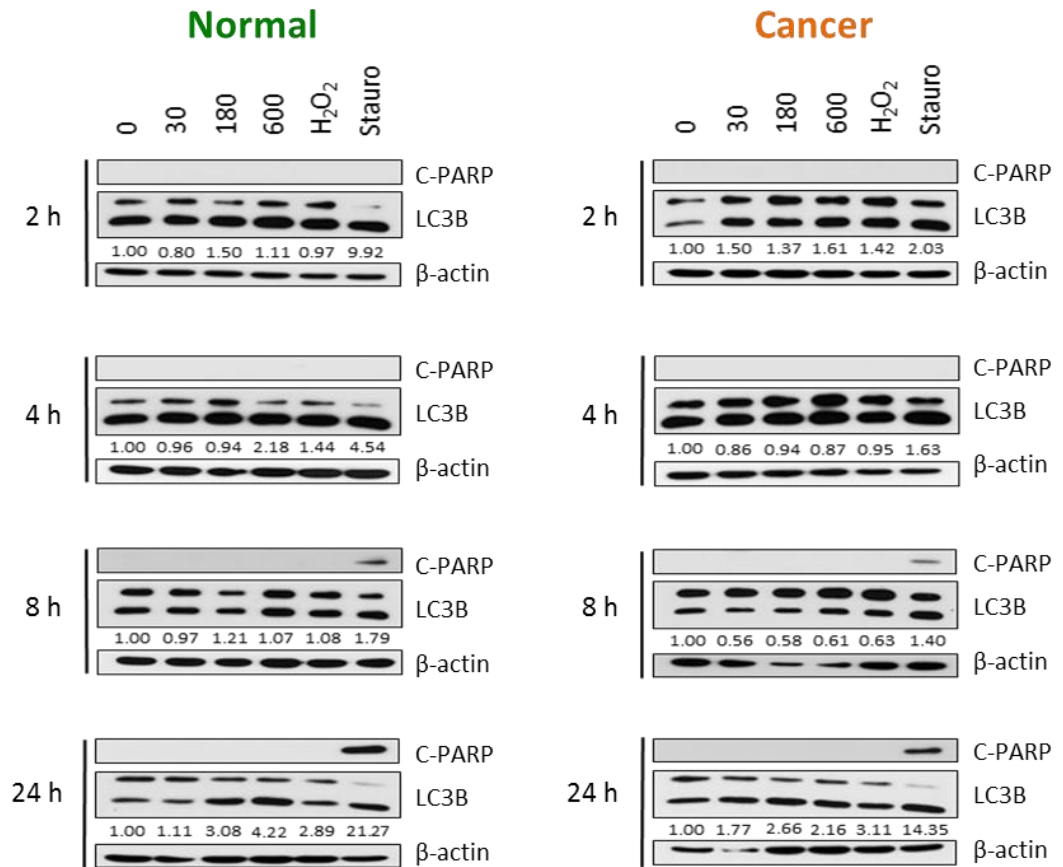 Normal
0 30 180 600 H₂O₂ Stauro
C-PARP
2 h
LC3B
1.00 0.80 1.50 1.11 0.97 9.92
β-actin
C-PARP
4 h
LC3B
1.00 0.96 0.94 2.18 1.44 4.54
β-actin
C-PARP
8 h
LC3B
1.00 0.97 1.21 1.07 1.08 1.79
β-actin
C-PARP
24 h
LC3B
1.00 1.11 3.08 4.22 2.89 21.27
β-actin
Cancer
0 30 180 600 H₂O₂ Stauro
C-PARP
2 h
LC3B
1.00 1.50 1.37 1.61 1.42 2.03
β-actin
C-PARP
4 h
LC3B
1.00 0.86 0.94 0.87 0.95 1.63
β-actin
C-PARP
8 h
LC3B
1.00 0.56 0.58 0.61 0.63 1.40
β-actin
C-PARP
24 h
LC3B
1.00 1.77 2.66 2.16 3.11 14.35
β-actin